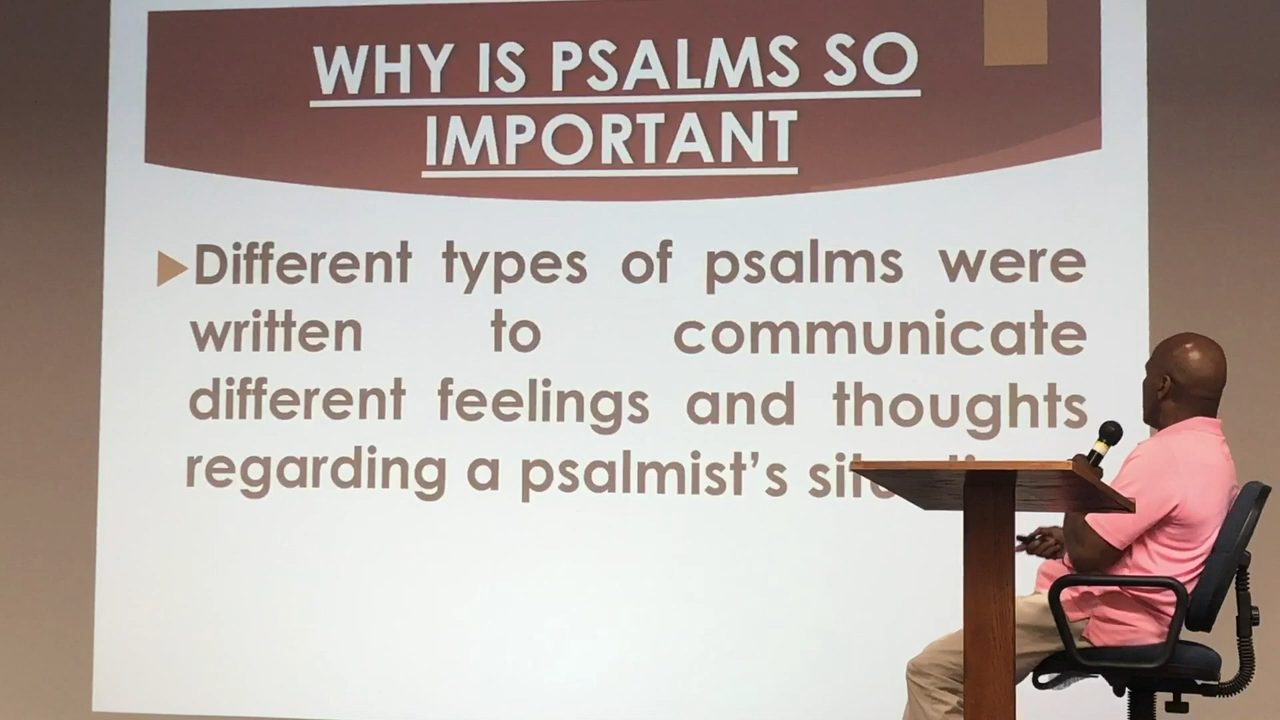 WHY IS PSALMS SO
IMPORTANT
Different types of psalms were
written to communicate
different feelings and thoughts
regarding a psalmist's